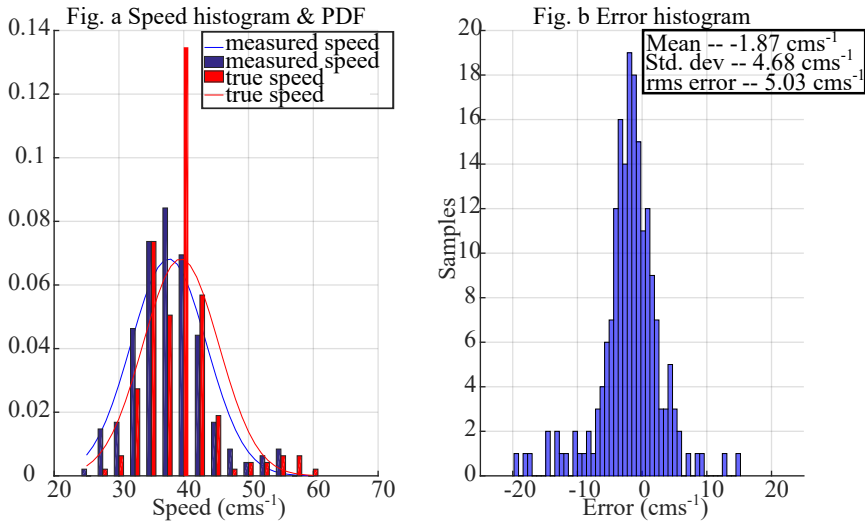 Fig. a Speed histogram & PDF
0.14
0.12
0.1
0.08
0.06
0.04
0.02
0
20
30
40
50
60
70
Speed (cms⁻¹)
measured speed
measured speed
true speed
true speed
Fig. b Error histogram
Mean -- -1.87 cms⁻¹
Std. dev -- 4.68 cms⁻¹
rms error -- 5.03 cms⁻¹
Samples
20
18
16
14
12
10
8
6
4
2
0
-20
-10
0
10
20
Error (cms⁻¹)